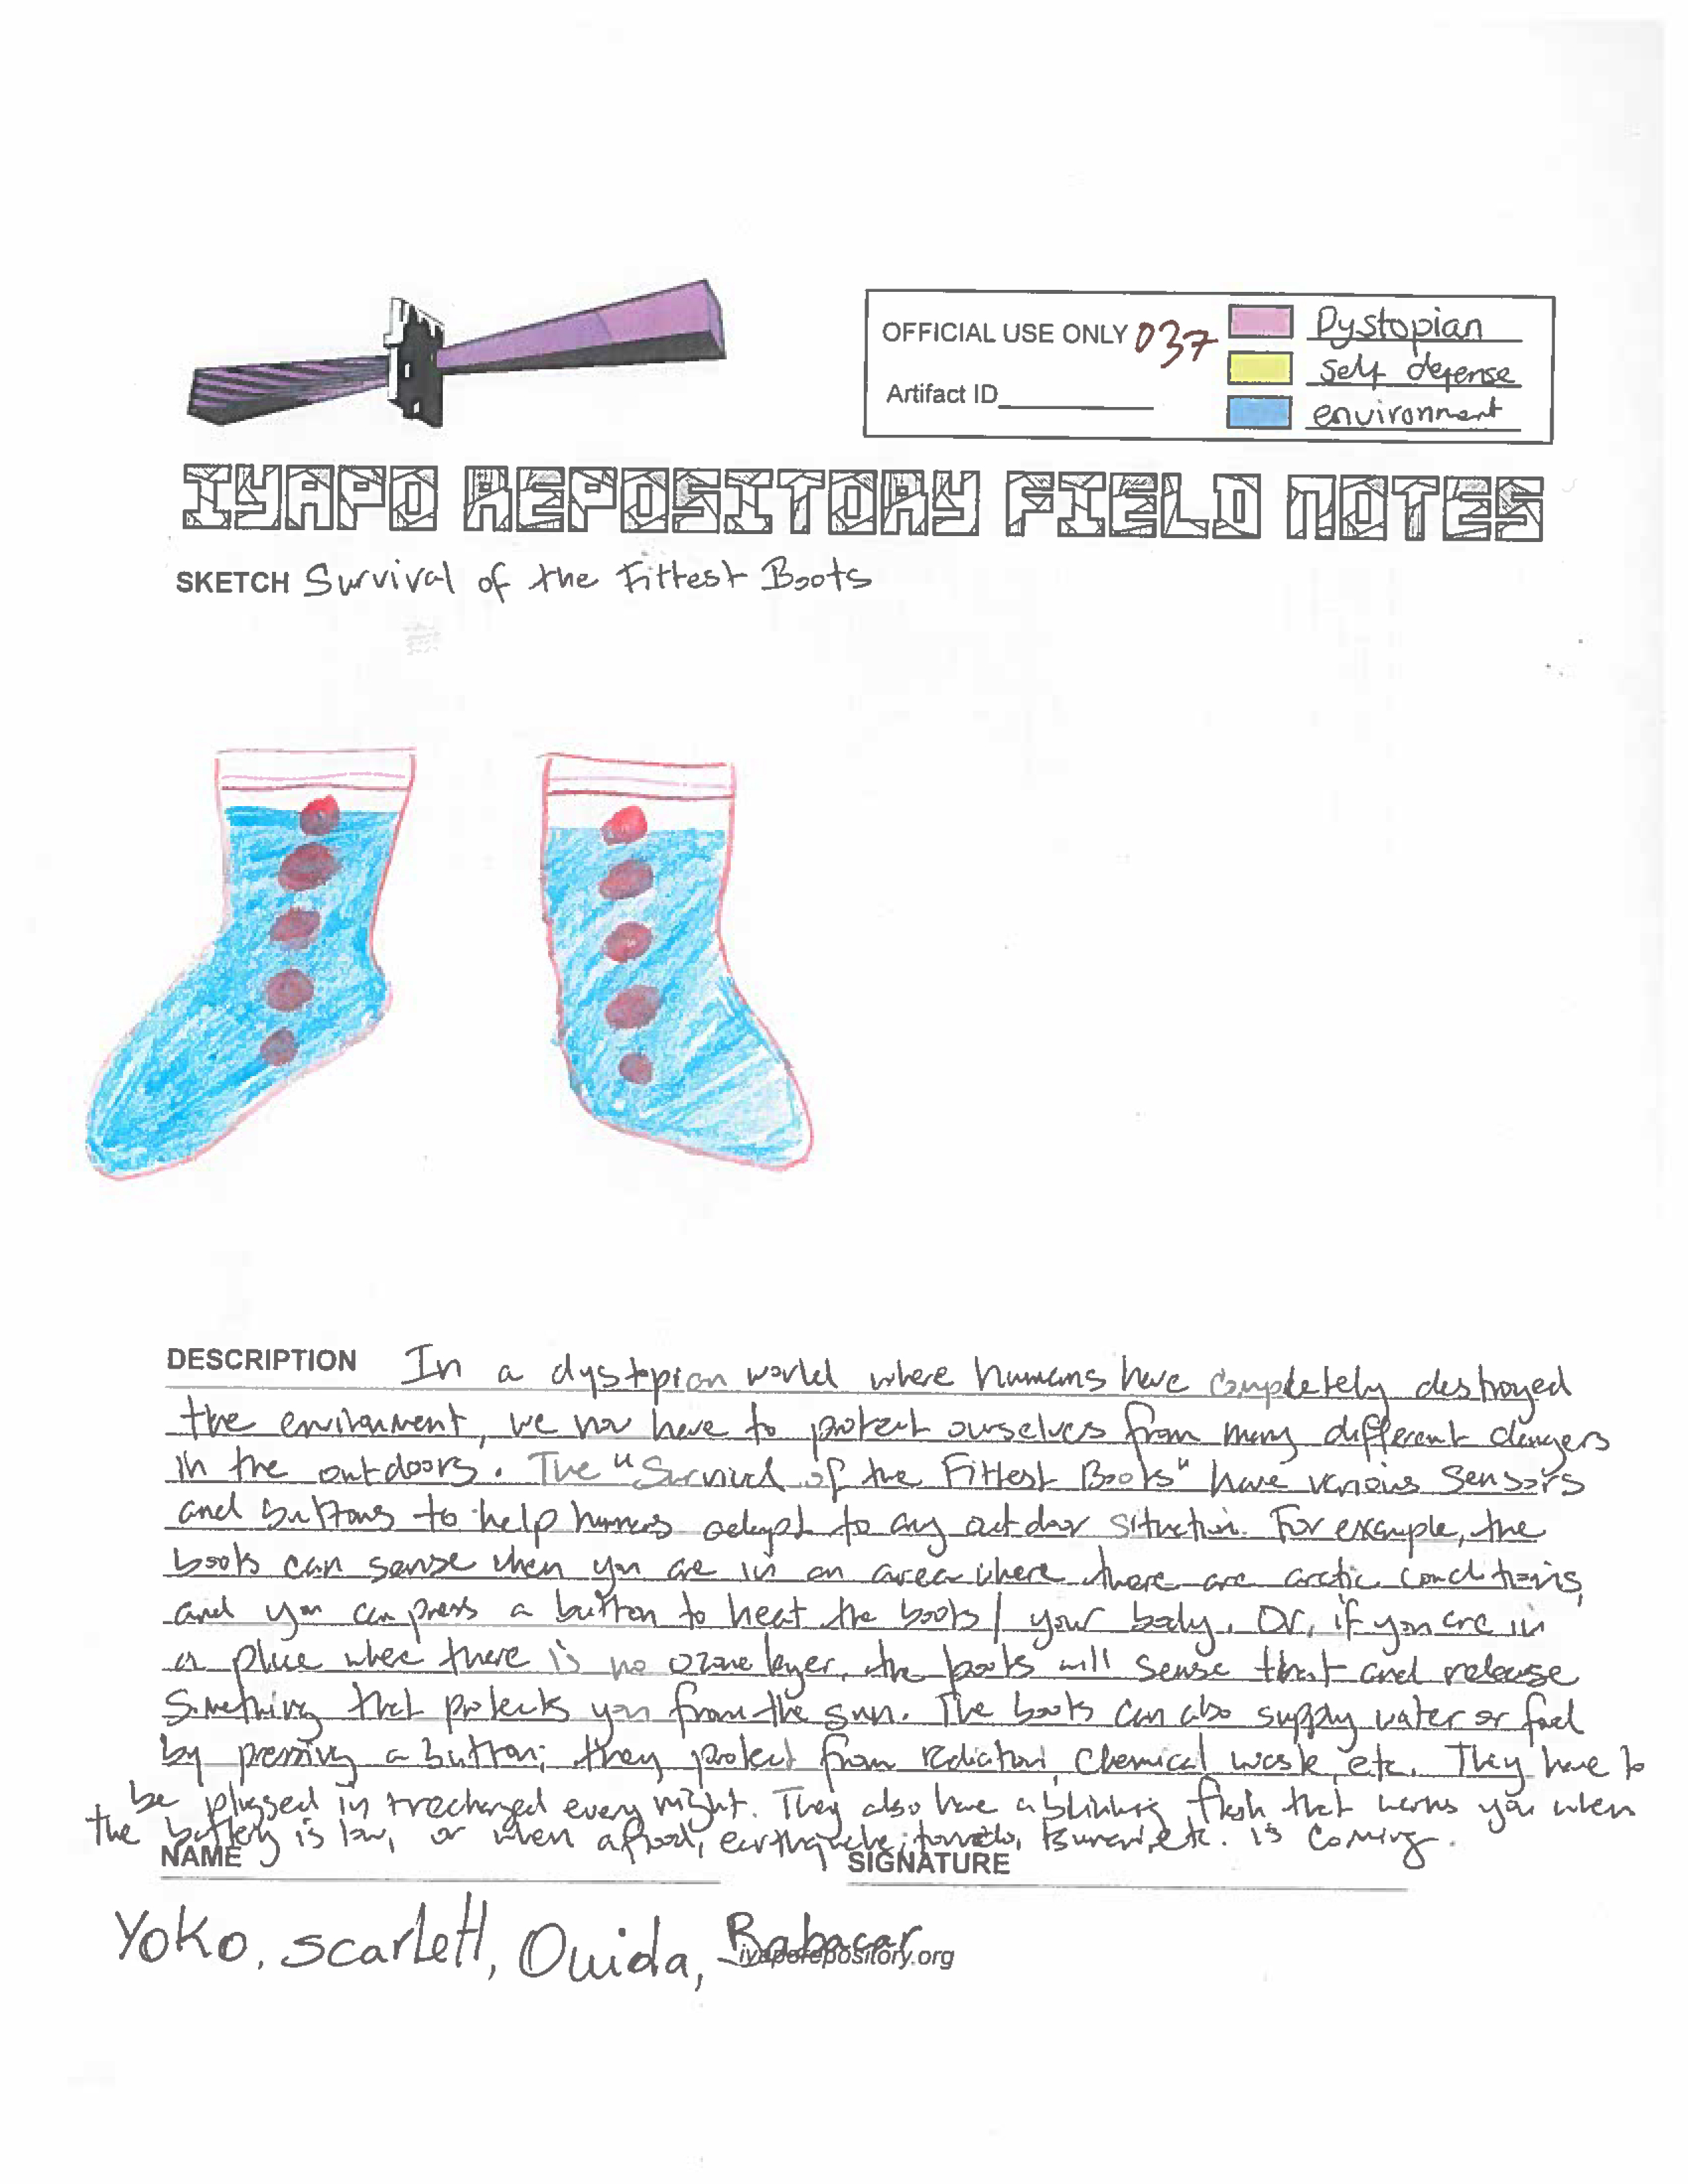 OFFICIAL USE ONLY 037 Dystopian
self defense
Artifact ID
environment
IYAPO REPOSITORY FIELD NOTES
SKETCH Survival of the Fittest Boots
DESCRIPTION In a dystopian world where humans have completely destroyed
the environment, we now have to protect ourselves from many different dangers
in the outdoors. The "Survival of the Fittest Boots" have various sensors
and buttons to help humans adapt to any outdoor situation. For example, the
boots can sense when you are in an area where there are arctic conditions,
and you can press a button to heat the boots / your body. Or, if you are in
a place where there is no ozone layer, the boots will sense that and release
something that protects you from the sun. The boots can also supply water or food
by pressing a button; they protect from radiation, chemical waste, etc. They have to
be plugged in + recharged every night. They also have a blinking flash that warns you when
the battery is low, or when a flood, earthquake, tornado, tsunami, etc. is coming.
NAME SIGNATURE
Yoko, scarlett, Ouida, Babacar
iyaporepository.org